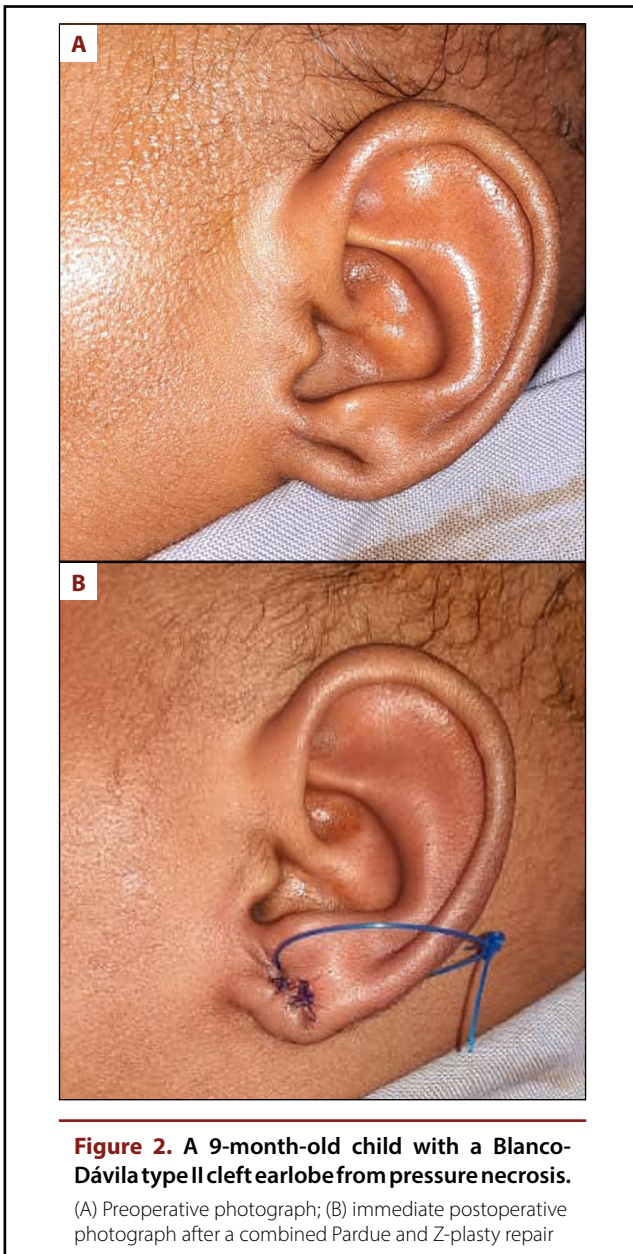 A
B
Figure 2. A 9-month-old child with a Blanco-
Dávila type II cleft earlobe from pressure necrosis.
(A) Preoperative photograph; (B) immediate postoperative
photograph after a combined Pardue and Z-plasty repair